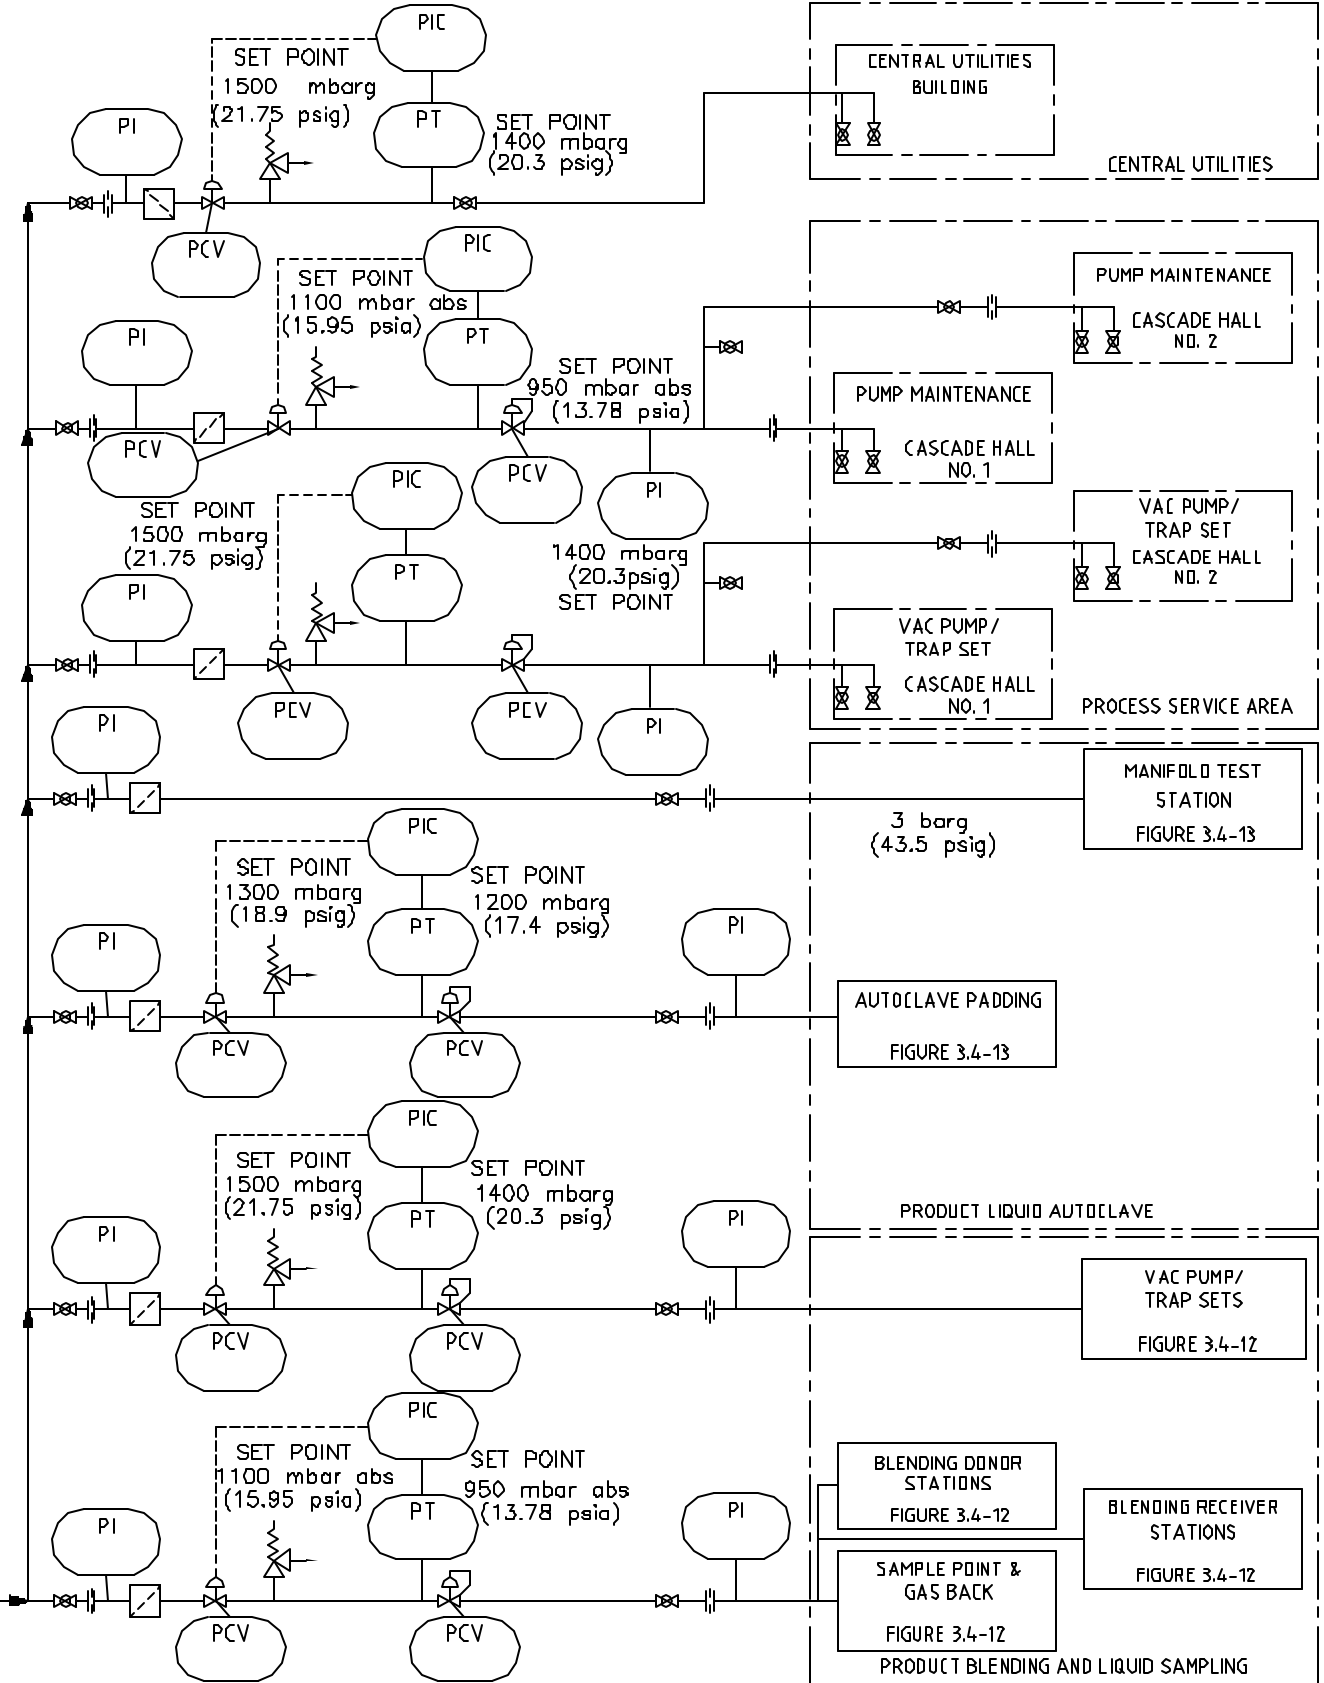 PIC
SET POINT
1500 mbarg
(21.75 psig)
PI
PT
SET POINT
1400 mbarg
(20.3 psig)
PCV
CENTRAL UTILITIES
BUILDING
CENTRAL UTILITIES
PIC
SET POINT
1100 mbar abs
(15.95 psia)
PI
PT
SET POINT
950 mbar abs
(13.78 psia)
PCV
PCV
PI
PUMP MAINTENANCE
CASCADE HALL
NO. 2
PUMP MAINTENANCE
CASCADE HALL
NO. 1
PIC
SET POINT
1500 mbarg
(21.75 psig)
PI
PT
1400 mbarg
(20.3psig)
SET POINT
PCV
PCV
PI
VAC PUMP/
TRAP SET
CASCADE HALL
NO. 2
VAC PUMP/
TRAP SET
CASCADE HALL
NO. 1
PROCESS SERVICE AREA
PI
3 barg
(43.5 psig)
MANIFOLD TEST
STATION
FIGURE 3.4-13
PIC
SET POINT
1300 mbarg
(18.9 psig)
SET POINT
1200 mbarg
(17.4 psig)
PI
PT
PI
PCV
PCV
AUTOCLAVE PADDING
FIGURE 3.4-13
PIC
SET POINT
1500 mbarg
(21.75 psig)
SET POINT
1400 mbarg
(20.3 psig)
PRODUCT LIQUID AUTOCLAVE
PI
PT
PI
PCV
PCV
VAC PUMP/
TRAP SETS
FIGURE 3.4-12
PIC
SET POINT
1100 mbar abs
(15.95 psia)
SET POINT
950 mbar abs
(13.78 psia)
PI
PT
PI
PCV
PCV
BLENDING DONOR
STATIONS
FIGURE 3.4-12
BLENDING RECEIVER
STATIONS
FIGURE 3.4-12
SAMPLE POINT &
GAS BACK
FIGURE 3.4-12
PRODUCT BLENDING AND LIQUID SAMPLING